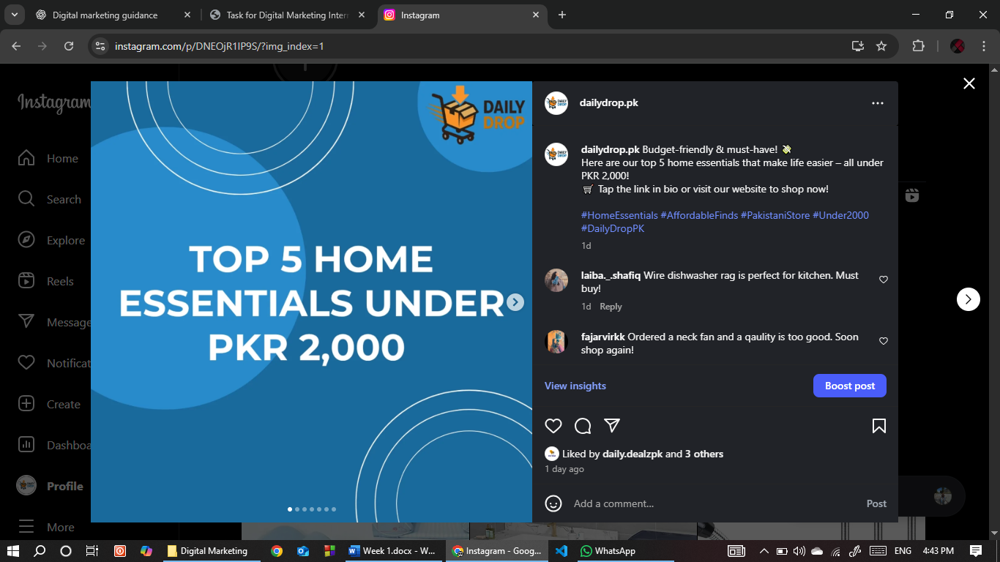 Digital marketing guidance
Task for Digital Marketing Inter
Instagram
instagram.com/p/DNEOjR1IP9S/?img_index=1
Instagram
Home
Search
Explore
Reels
Message
Notificat
Create
Dashboa
Profile
More
DAILY
DROP
TOP 5 HOME
ESSENTIALS UNDER
PKR 2,000
dailydrop.pk
dailydrop.pk Budget-friendly & must-have! 💸
Here are our top 5 home essentials that make life easier – all under
PKR 2,000!
🛒 Tap the link in bio or visit our website to shop now!
#HomeEssentials #AffordableFinds #PakistaniStore #Under2000
#DailyDropPK
1d
laiba._.shafiq Wire dishwasher rag is perfect for kitchen. Must
buy!
1d Reply
fajarvirkk Ordered a neck fan and a qaulity is too good. Soon
shop again!
View insights
Boost post
Liked by daily.dealzpk and 3 others
1 day ago
Add a comment...
Post
Digital Marketing
Week 1.docx - W...
Instagram - Goog...
WhatsApp
ENG
4:43 PM